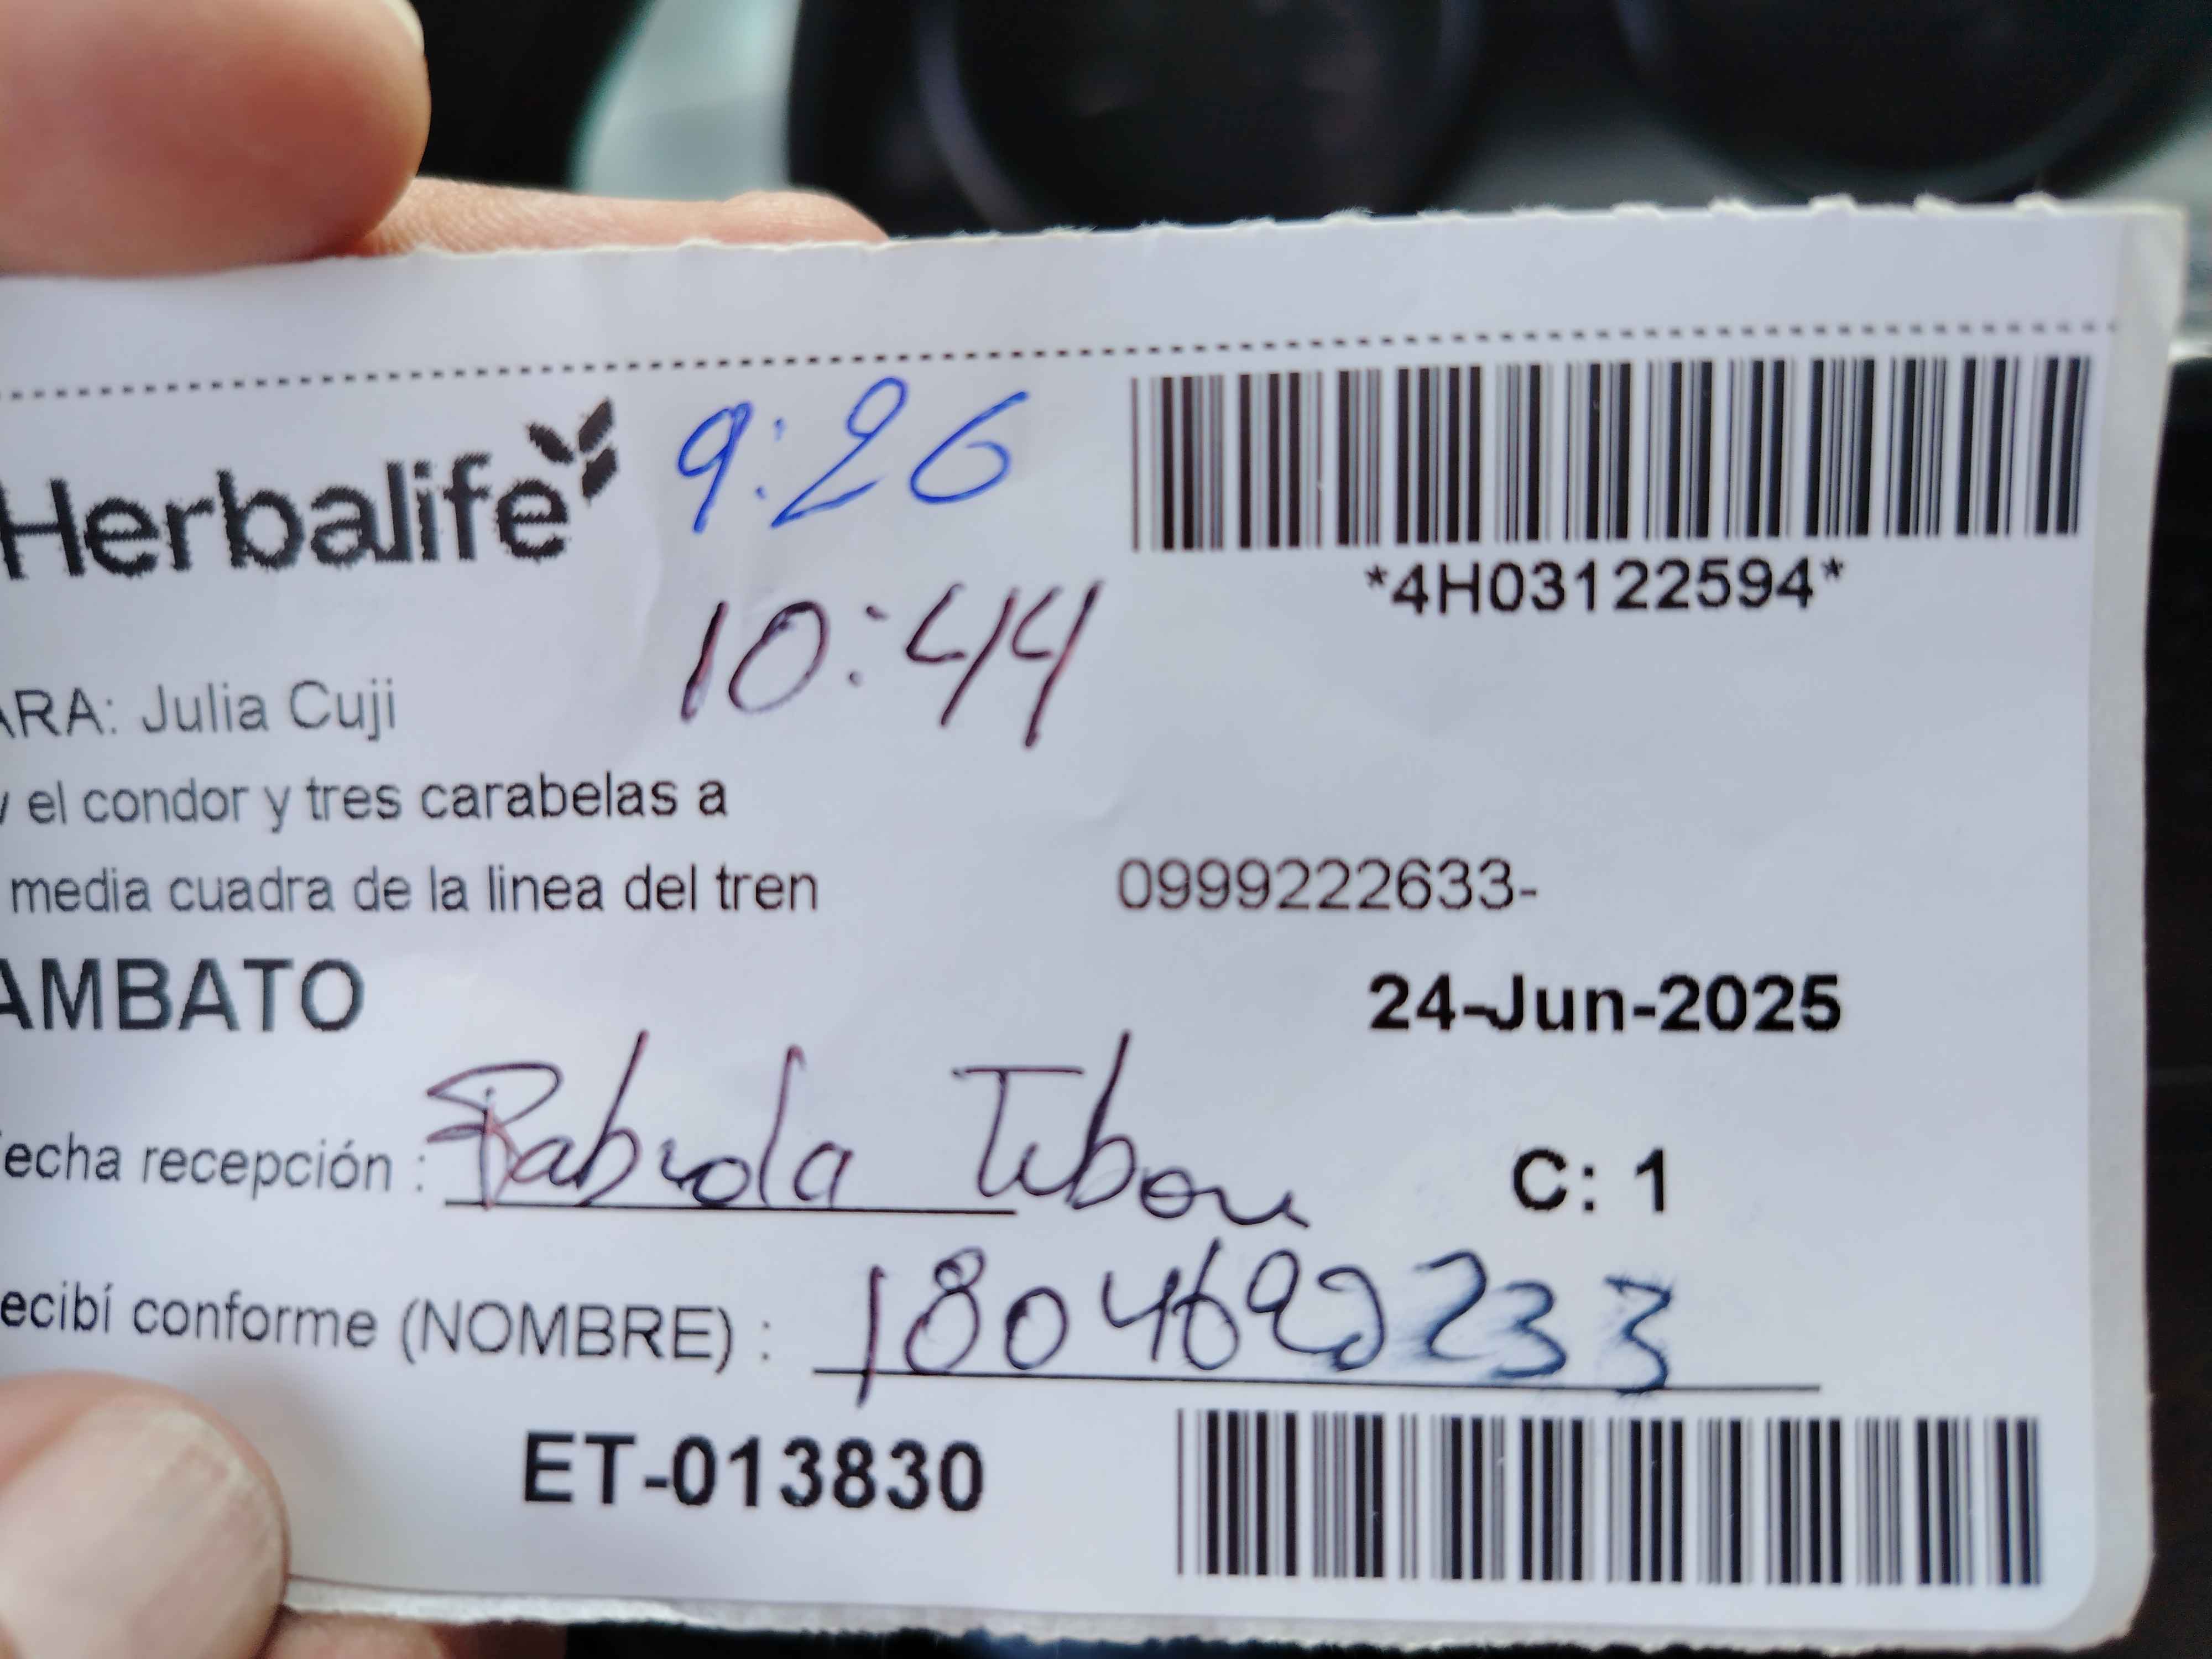 Herbalife
9:26
*4H03122594*
10:44
ARA: Julia Cuji
y el condor y tres carabelas a
media cuadra de la linea del tren 0999222633-
AMBATO
24-Jun-2025
echa recepción : Fabiola
C: 1
ecibí conforme (NOMBRE) :
ET-013830